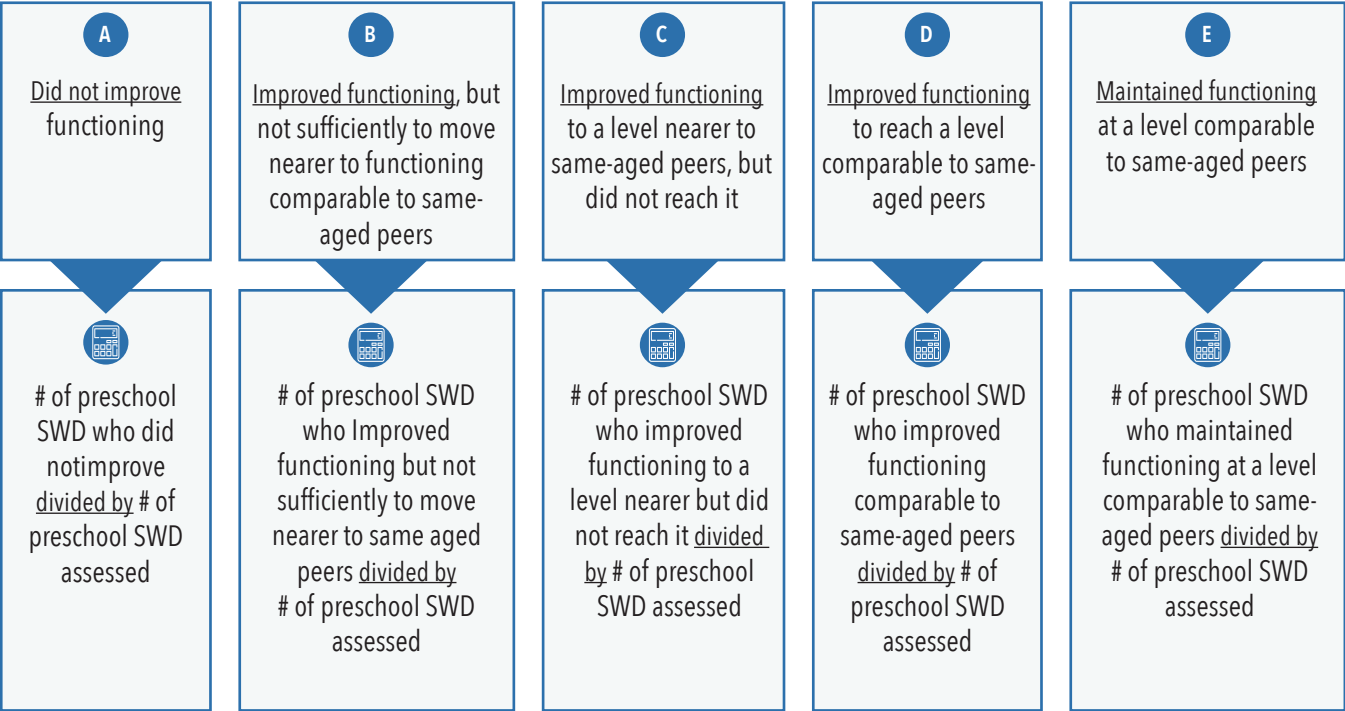 A
Did not improve
functioning
B
Improved functioning, but
not sufficiently to move
nearer to functioning
comparable to same-
aged peers
C
Improved functioning
to a level nearer to
same-aged peers, but
did not reach it
D
Improved functioning
to reach a level
comparable to same-
aged peers
E
Maintained functioning
at a level comparable
to same-aged peers
# of preschool
SWD who did
notimprove
divided by # of
preschool SWD
assessed
# of preschool SWD
who Improved
functioning but not
sufficiently to move
nearer to same aged
peers divided by
# of preschool SWD
assessed
# of preschool SWD
who improved
functioning to a
level nearer but did
not reach it divided
by # of preschool
SWD assessed
# of preschool SWD
who improved
functioning
comparable to
same-aged peers
divided by # of
preschool SWD
assessed
# of preschool SWD
who maintained
functioning at a level
comparable to same-
aged peers divided by
# of preschool SWD
assessed